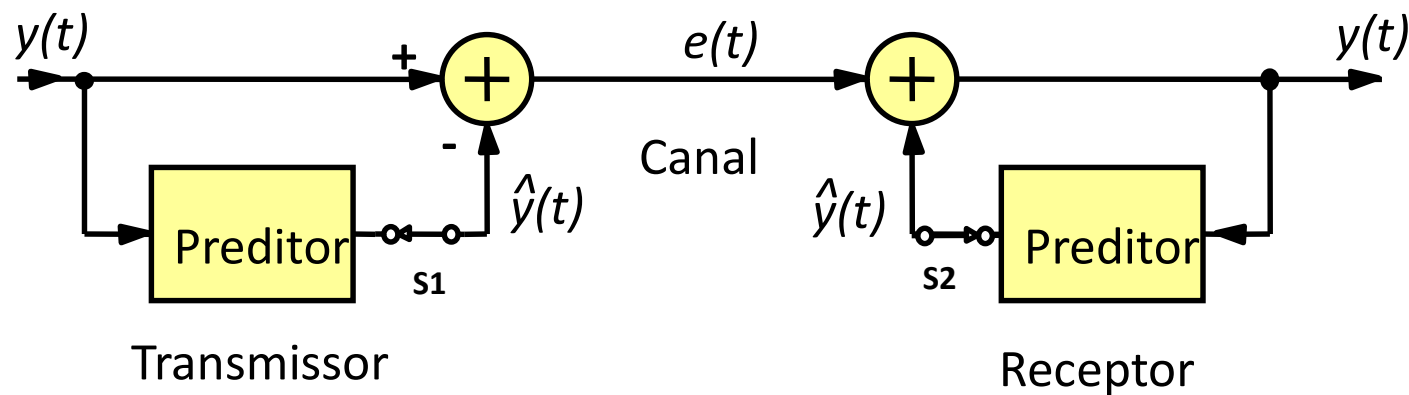 y(t)
+
e(t)
y(t)
-
Canal
ŷ(t)
ŷ(t)
Preditor
Preditor
S1
S2
Transmissor
Receptor